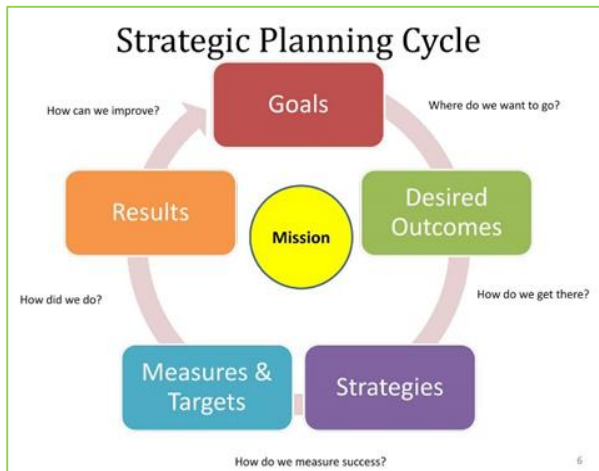 Strategic Planning Cycle
Goals
How can we improve?
Where do we want to go?
Results
Desired
Outcomes
Mission
How did we do?
How do we get there?
Measures &
Targets
Strategies
How do we measure success?
6